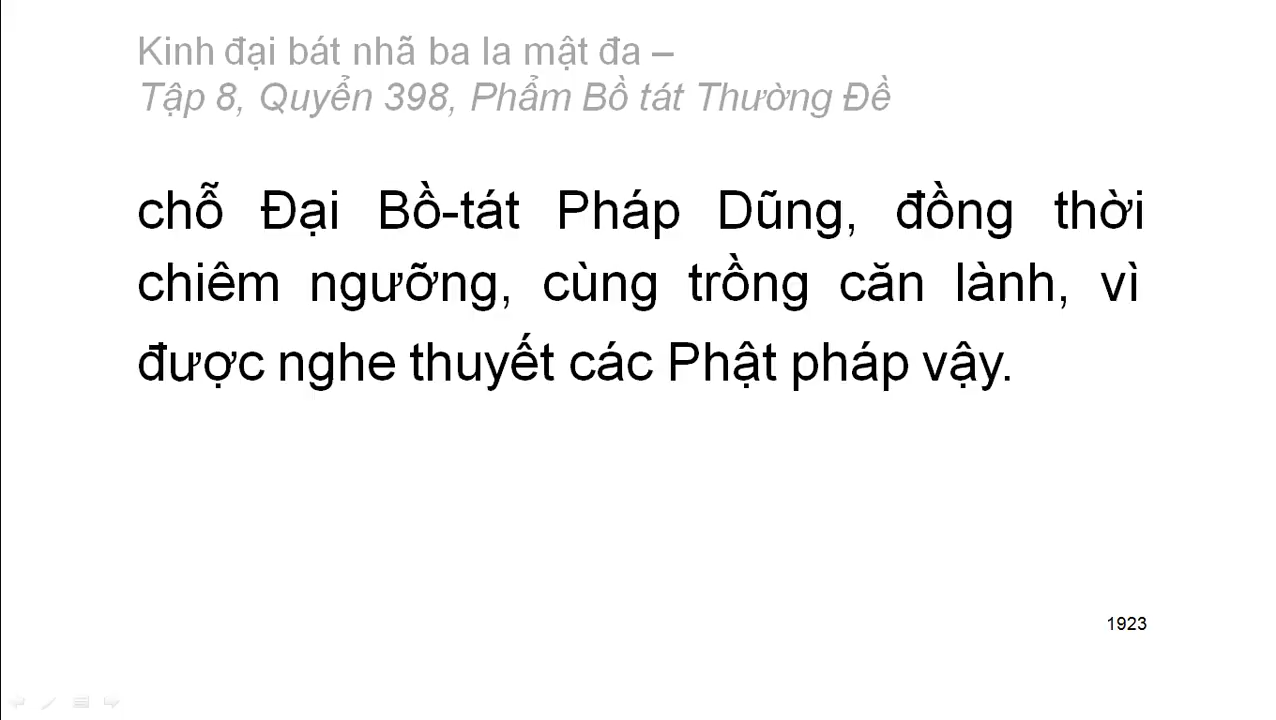 Kinh đại bát nhã ba la mật đa –
Tập 8, Quyển 398, Phẩm Bồ tát Thường Đề
chỗ Đại Bồ-tát Pháp Dũng, đồng thời
chiêm ngưỡng, cùng trồng căn lành, vì
được nghe thuyết các Phật pháp vậy.
1923